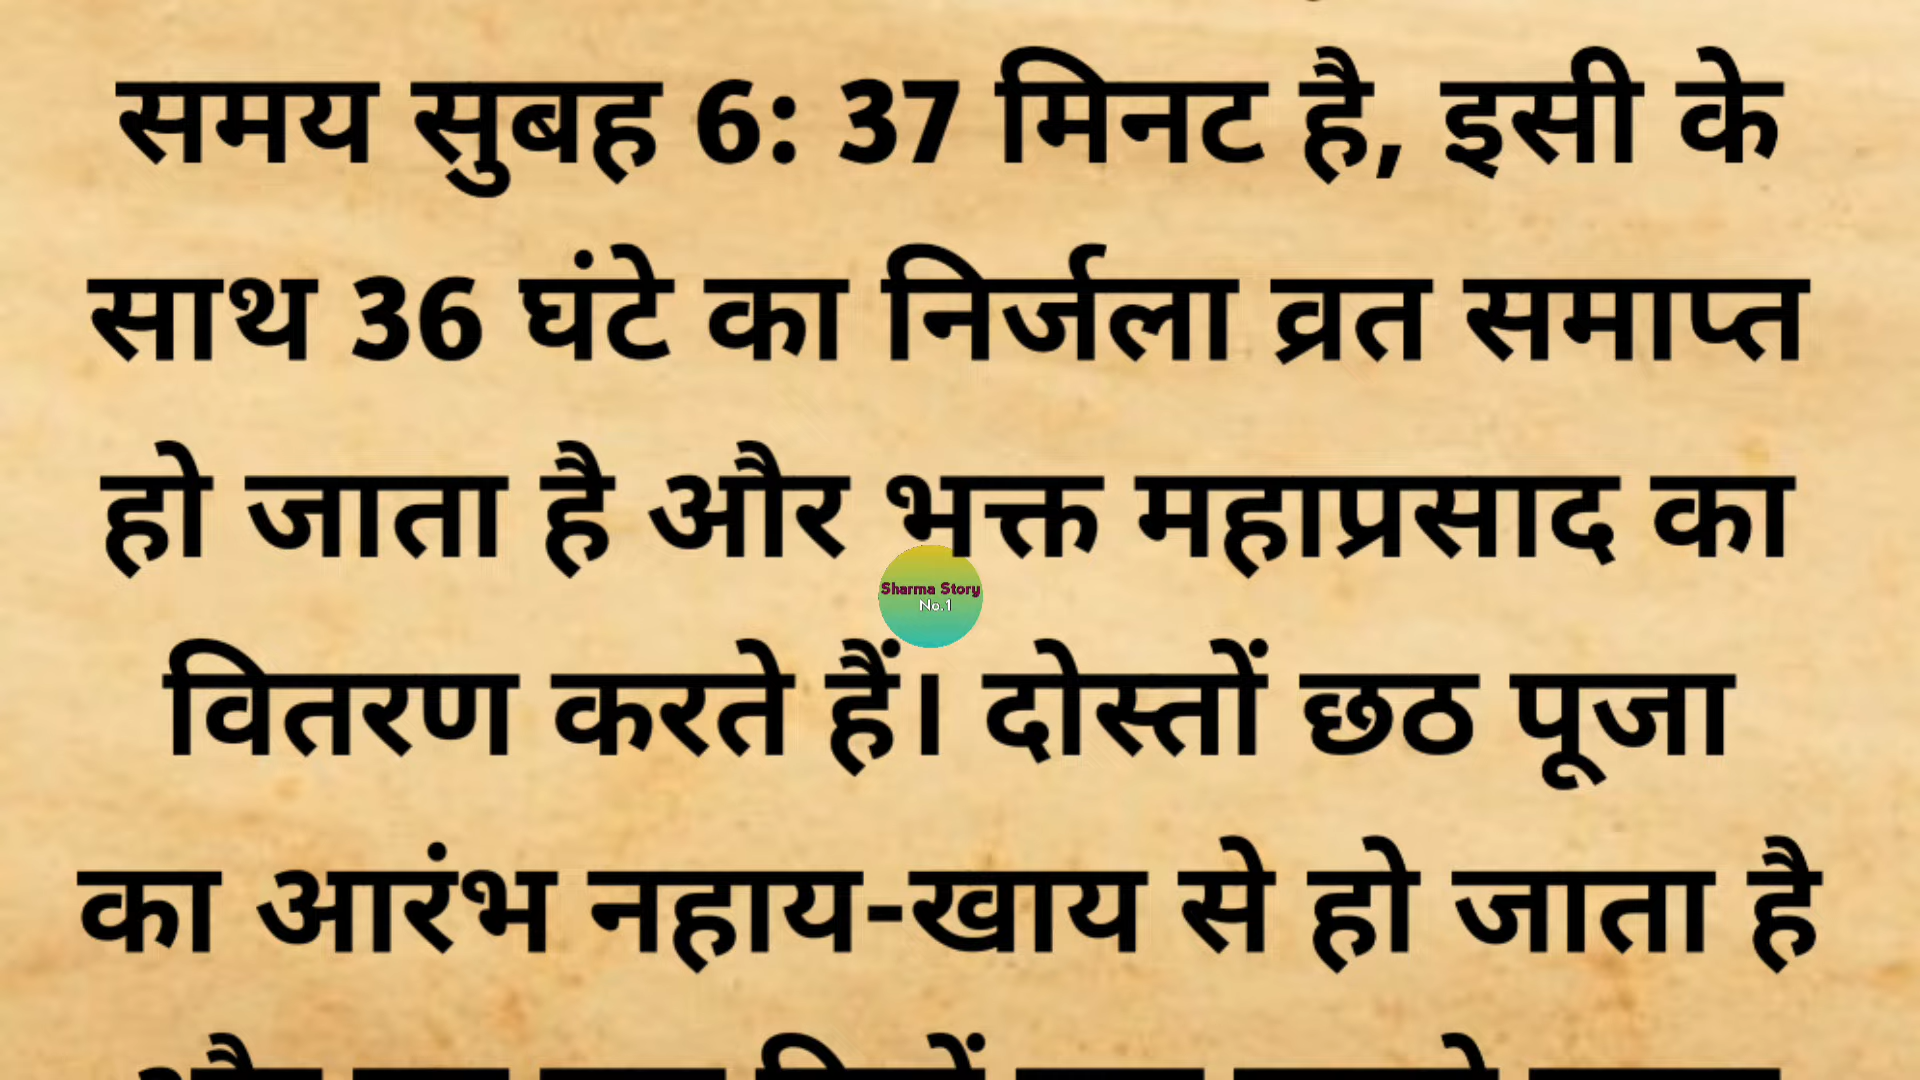 समय सुबह 6: 37 मिनट है, इसी के
साथ 36 घंटे का निर्जला व्रत समाप्त
हो जाता है और भक्त महाप्रसाद का
Sharma Story
No.1
वितरण करते हैं। दोस्तों छठ पूजा
का आरंभ नहाय-खाय से हो जाता है